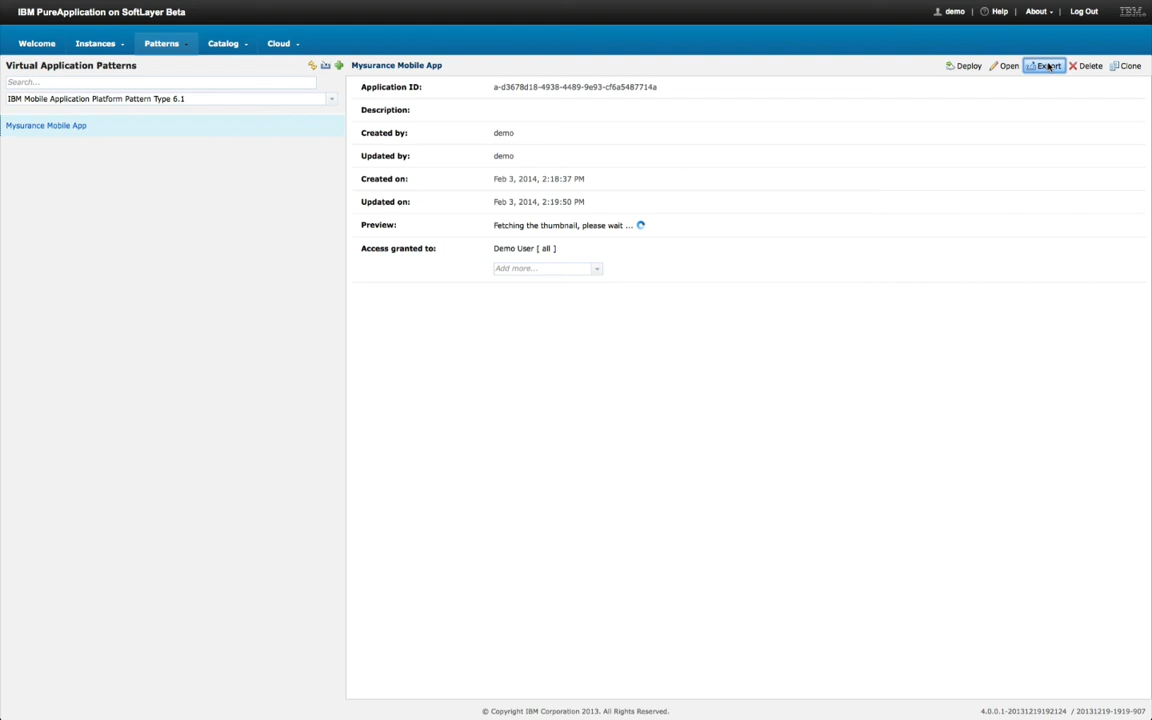 IBM PureApplication on SoftLayer Beta
demo | Help | About | Log Out IBM
Welcome Instances Patterns Catalog Cloud
Virtual Application Patterns
Search...
IBM Mobile Application Platform Pattern Type 6.1
Mysurance Mobile App
Mysurance Mobile App
Deploy Open Export Delete Clone
Application ID: a-d3678d18-4938-4489-9e93-cf6a5487714a
Description:
Created by: demo
Updated by: demo
Created on: Feb 3, 2014, 2:18:37 PM
Updated on: Feb 3, 2014, 2:19:50 PM
Preview: Fetching the thumbnail, please wait ...
Access granted to: Demo User [ all ]
Add more...
© Copyright IBM Corporation 2013. All Rights Reserved.
4.0.0.1-20131219192124 / 20131219-1919-907